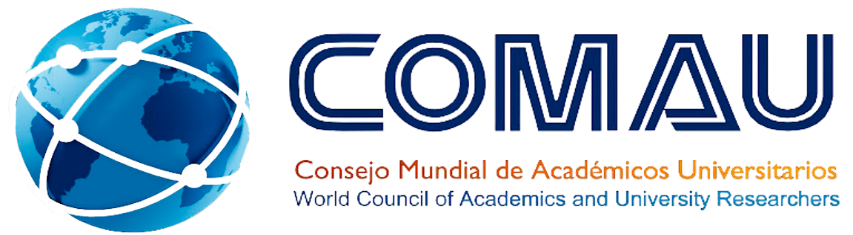 COMAU
Consejo Mundial de Académicos Universitarios
World Council of Academics and University Researchers